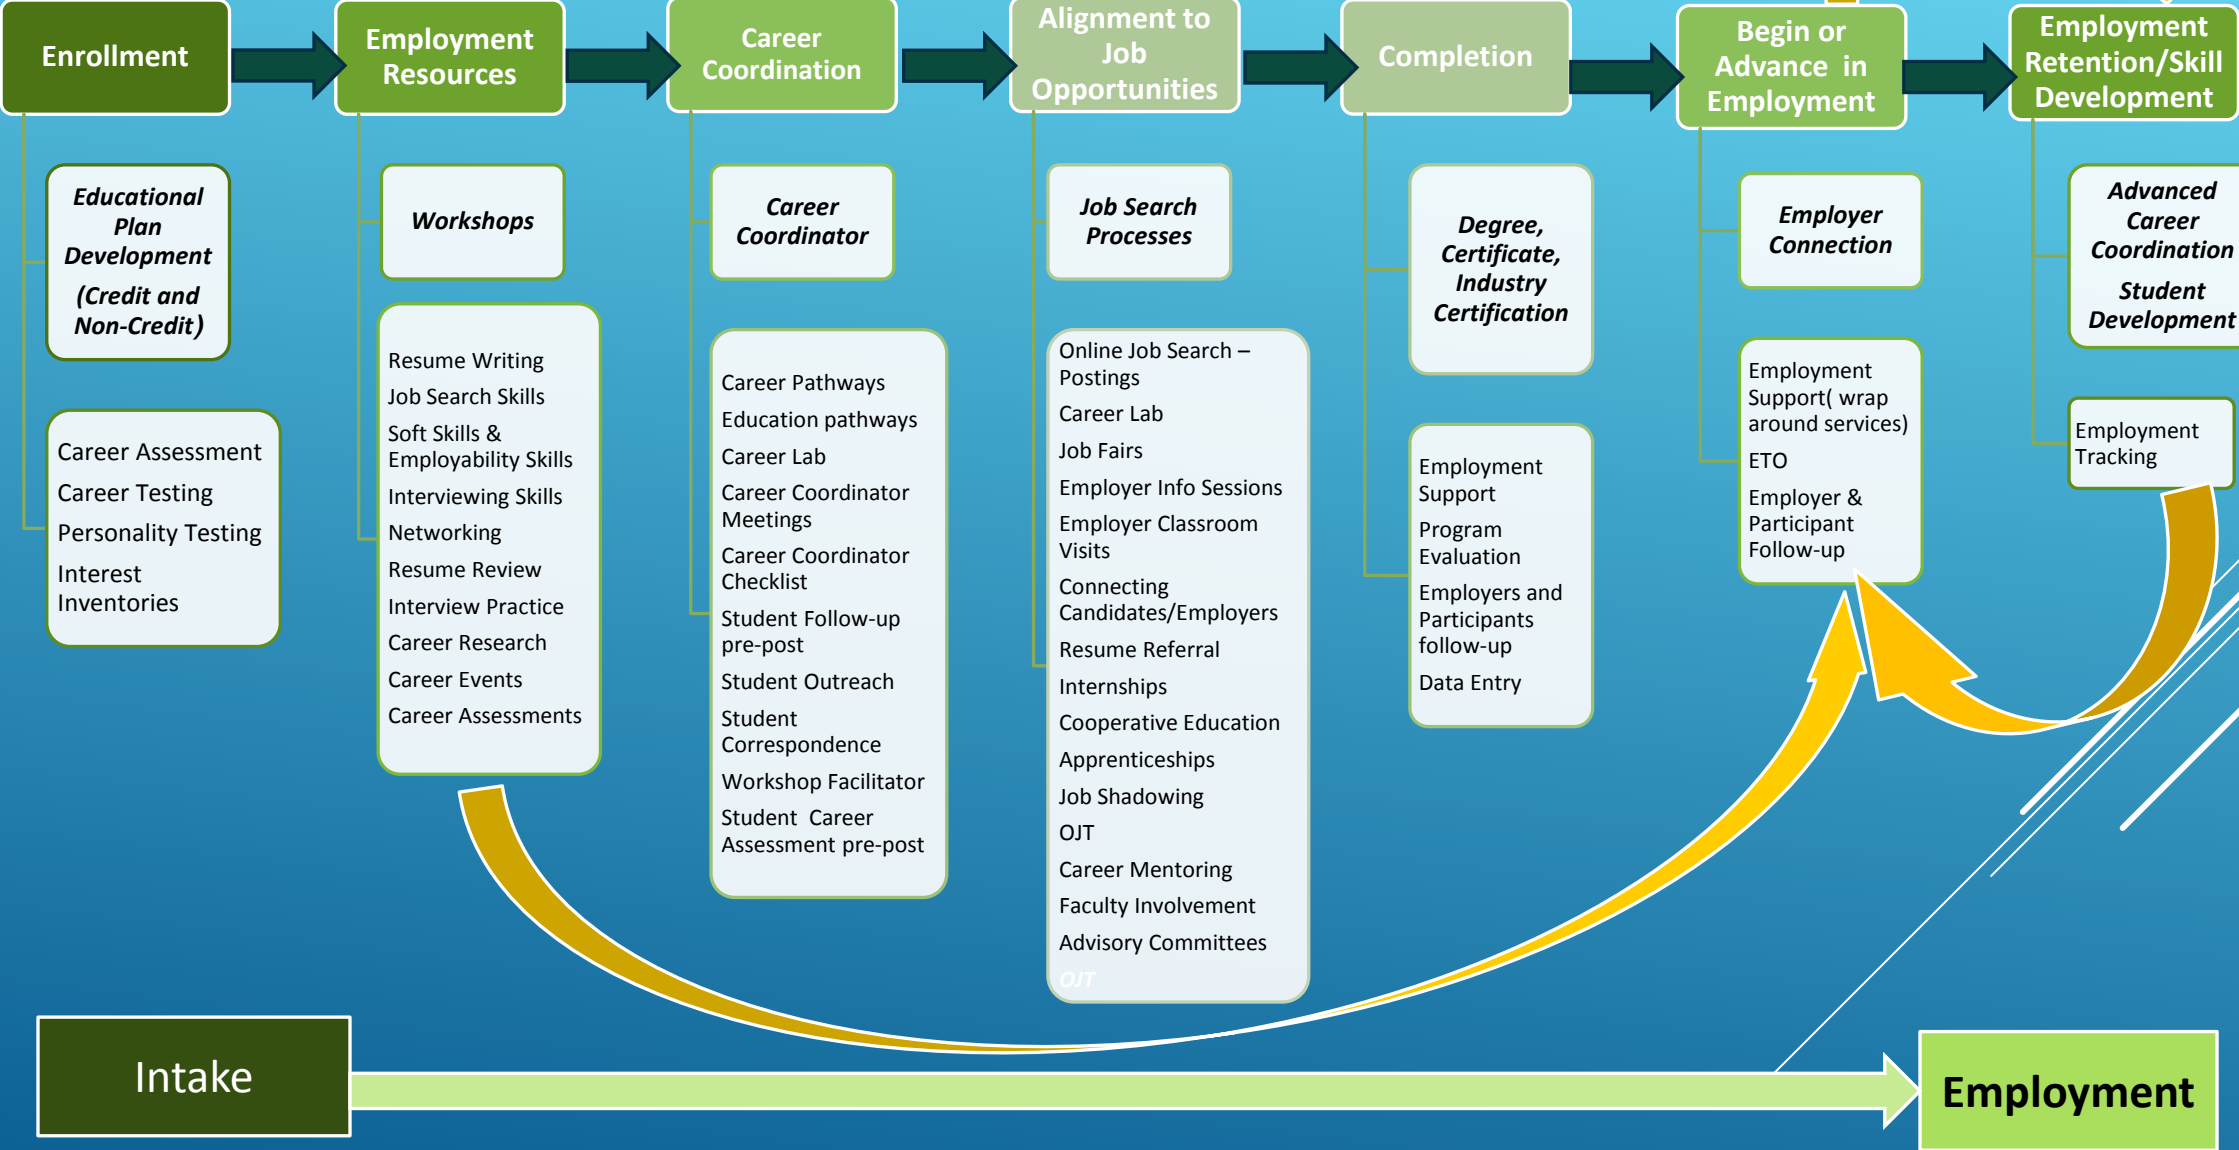 Enrollment
Employment
Resources
Career
Coordination
Alignment to
Job
Opportunities
Completion
Begin or
Advance  in
Employment
Employment
Retention/Skill
Development
Educational
Plan
Development
(Credit and
Non-Credit)
Career Assessment
Career Testing
Personality Testing
Interest
Inventories
Workshops
Resume Writing
Job Search Skills
Soft Skills &
Employability Skills
Interviewing Skills
Networking
Resume Review
Interview Practice
Career Research
Career Events
Career Assessments
Career
Coordinator
Career Pathways
Education pathways
Career Lab
Career Coordinator
Meetings
Career Coordinator
Checklist
Student Follow-up
pre-post
Student Outreach
Student
Correspondence
Workshop Facilitator
Student  Career
Assessment pre-post
Job Search
Processes
Online Job Search –
Postings
Career Lab
Job Fairs
Employer Info Sessions
Employer Classroom
Visits
Connecting
Candidates/Employers
Resume Referral
Internships
Cooperative Education
Apprenticeships
Job Shadowing
OJT
Career Mentoring
Faculty Involvement
Advisory Committees
OJT
Degree,
Certificate,
Industry
Certification
Employment
Support
Program
Evaluation
Employers and
Participants
follow-up
Data Entry
Employer
Connection
Employment
Support( wrap
around services)
ETO
Employer &
Participant
Follow-up
Advanced
Career
Coordination
Student
Development
Employment
Tracking
Intake
Employment